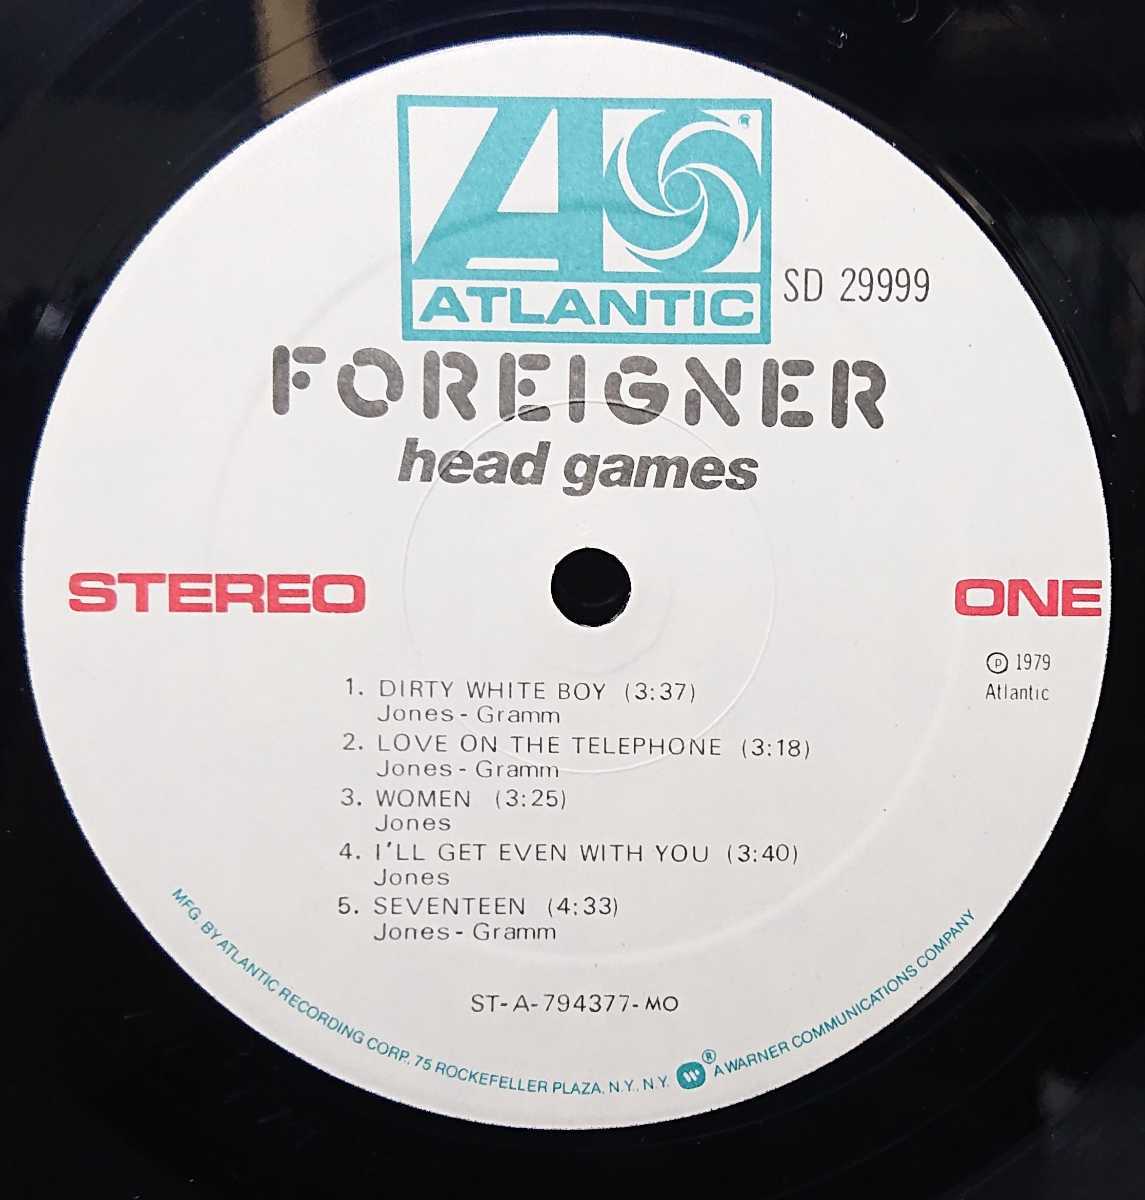 ATLANTIC
SD 29999
FOREIGNER
head games
STEREO
ONE
℗ 1979
Atlantic
1. DIRTY WHITE BOY (3:37)
Jones - Gramm
2. LOVE ON THE TELEPHONE (3:18)
Jones - Gramm
3. WOMEN (3:25)
Jones
4. I'LL GET EVEN WITH YOU (3:40)
Jones
5. SEVENTEEN (4:33)
Jones - Gramm
ST-A-794377-MO
MFG. BY ATLANTIC RECORDING CORP., 75 ROCKEFELLER PLAZA, N.Y., N.Y. ® A WARNER COMMUNICATIONS COMPANY